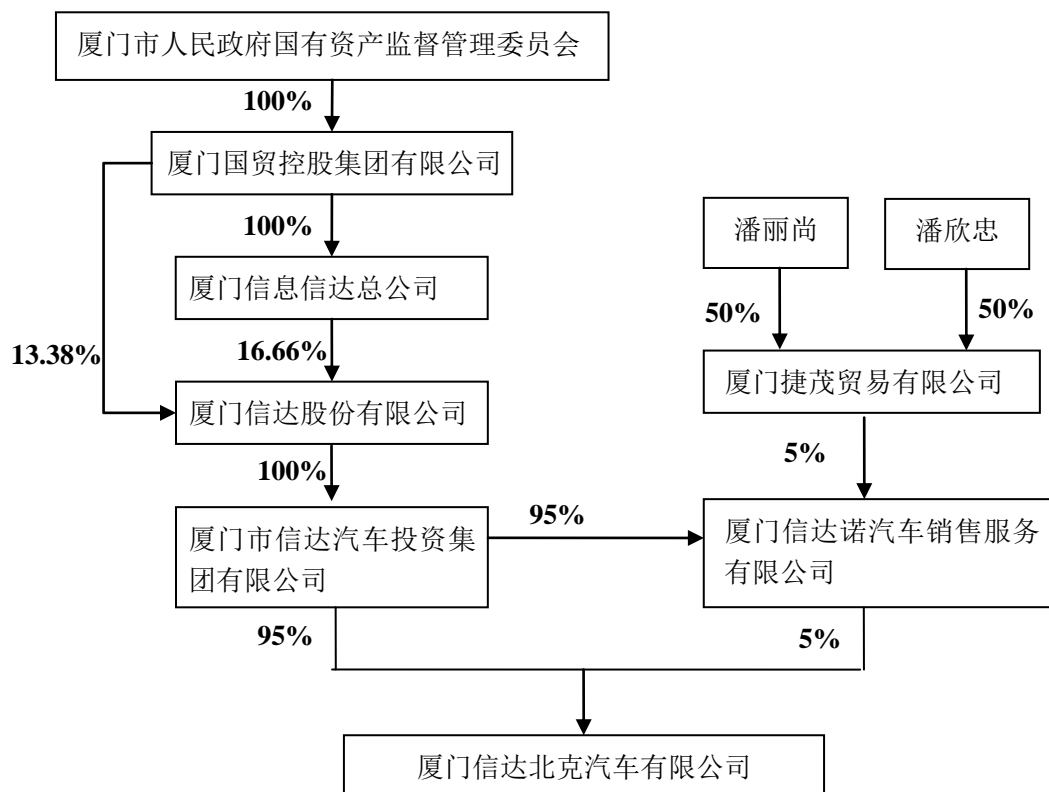 厦门市人民政府国有资产监督管理委员会
100%
厦门国贸控股集团有限公司
100%
潘丽尚
潘欣忠
厦门信息信达总公司
50%
50%
13.38%
16.66%
厦门捷茂贸易有限公司
厦门信达股份有限公司
5%
100%
95%
厦门市信达汽车投资集
团有限公司
厦门信达诺汽车销售服务
有限公司
95%
5%
厦门信达北克汽车有限公司